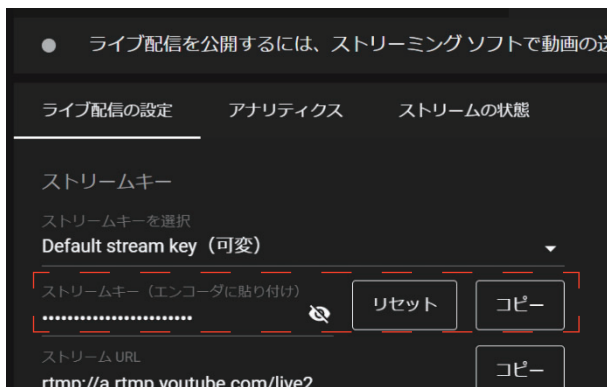 ライブ配信を公開するには、ストリーミング ソフトで動画の送
ライブ配信の設定 アナリティクス ストリームの状態
ストリームキー
ストリームキーを選択
Default stream key（可変）
ストリームキー（エンコーダに貼り付け）
••••••••••••••••••••••••
リセット コピー
ストリーム URL
rtmp://a.rtmp.youtube.com/live2
コピー